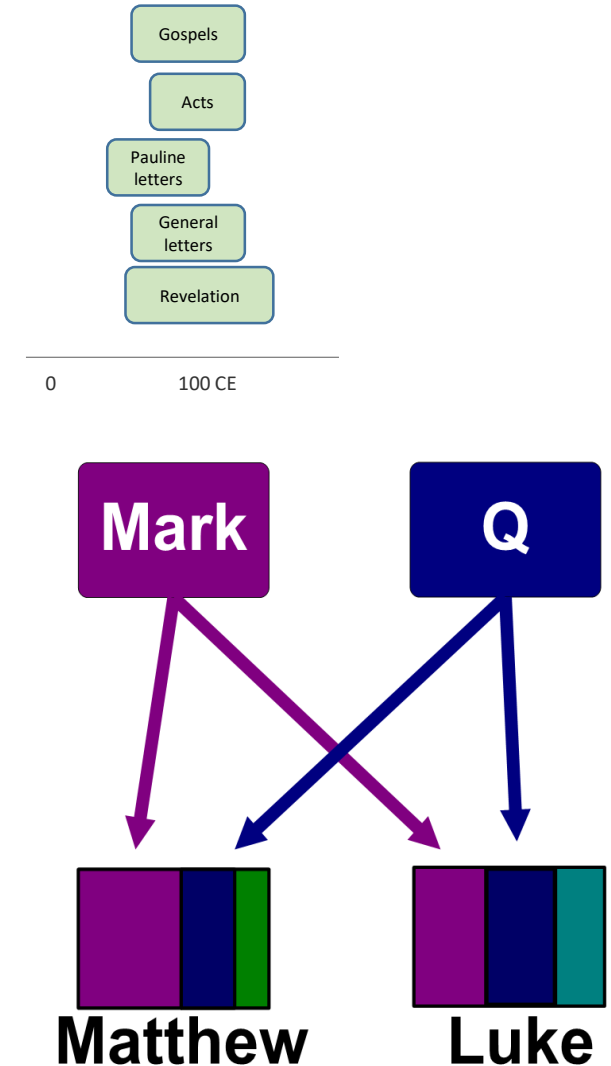 Gospels
Acts
Pauline
letters
General
letters
Revelation
0 100 CE
Mark Q
Matthew Luke